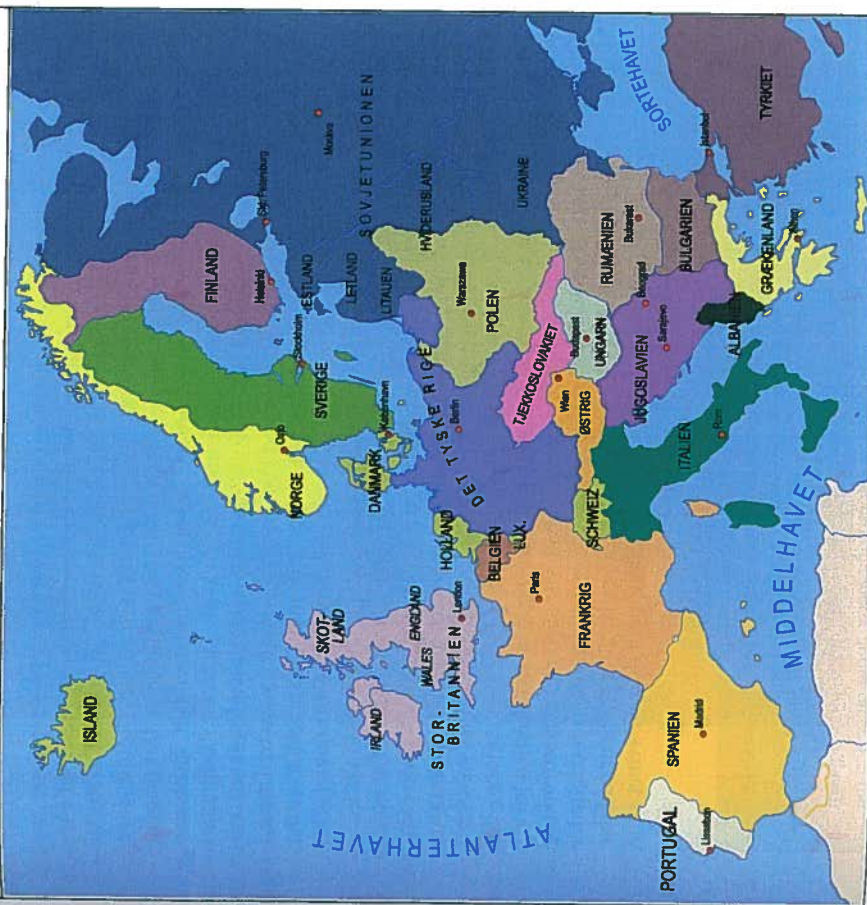 ISLAND
NORGE
Oslo
SVERIGE
Stockholm
FINLAND
Helsinki
Skt. Petersburg
Moskva
SOVJETUNIONEN
ESTLAND
LETLAND
LITAUEN
HVIDERUSLAND
UKRAINE
DANMARK
København
SKOT-
LAND
IRLAND
ENGLAND
WALES
London
STOR-
BRITANNIEN
HOLLAND
BELGIEN
LUX.
DET TYSKE RIGE
Berlin
POLEN
Warszawa
TJEKKOSLOVAKIET
Wien
ØSTRIG
Budapest
UNGARN
SCHWEIZ
Paris
FRANKRIG
RUMÆNIEN
Bukarest
JUGOSLAVIEN
Beograd
Sarajevo
BULGARIEN
SORTEHAVET
Istanbul
TYRKIET
ALBANIEN
GRÆKENLAND
Athen
ITALIEN
Rom
SPANIEN
Madrid
PORTUGAL
Lissabon
ATLANTERHAVET
MIDDELHAVET